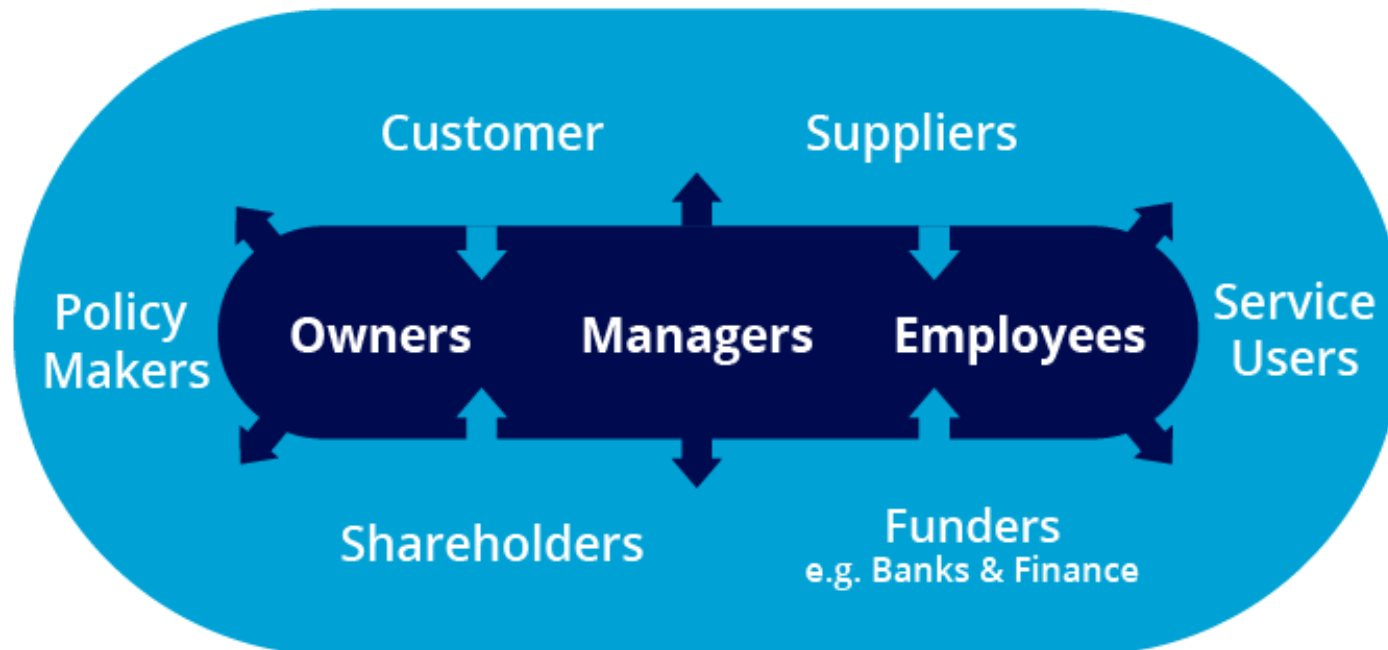 Customer
Suppliers
Policy
Makers
Owners
Managers
Employees
Service
Users
Shareholders
Funders
e.g. Banks & Finance